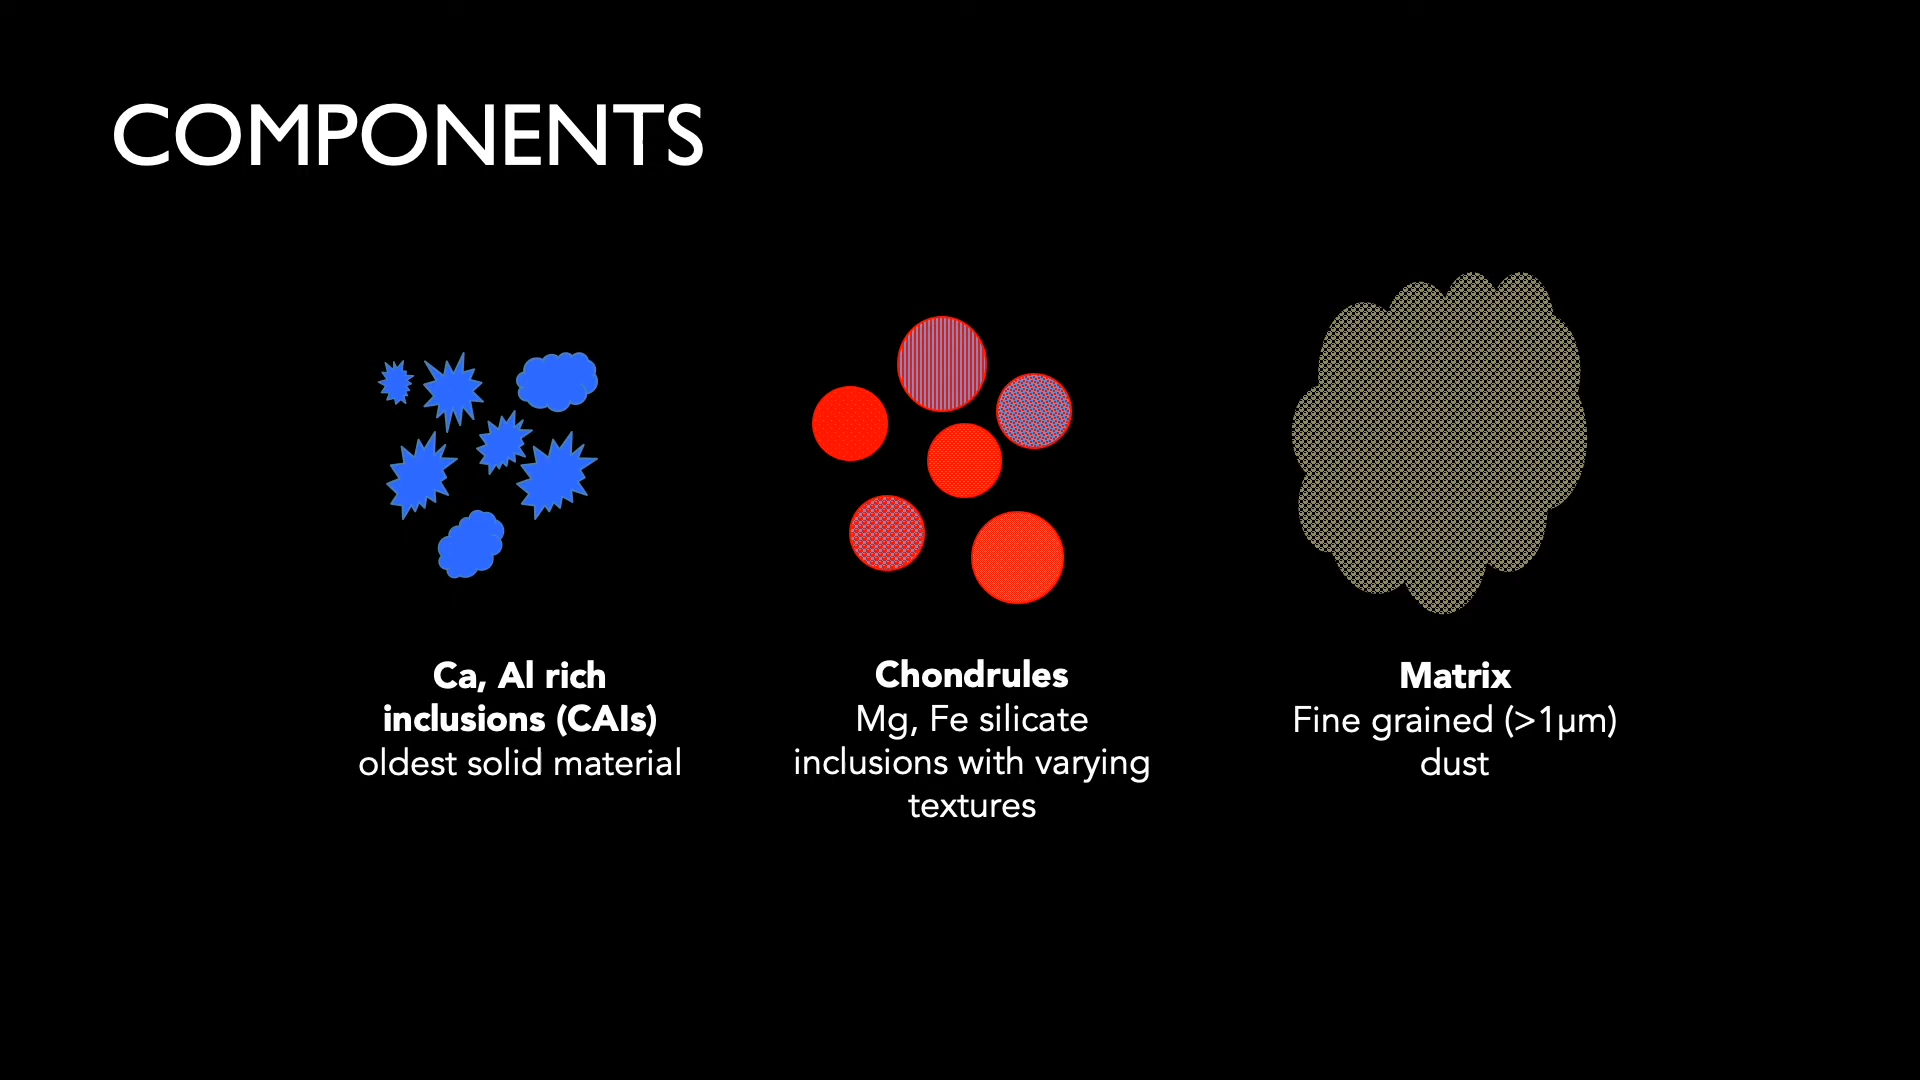 COMPONENTS
Ca, Al rich
inclusions (CAIs)
oldest solid material
Chondrules
Mg, Fe silicate
inclusions with varying
textures
Matrix
Fine grained (>1µm)
dust